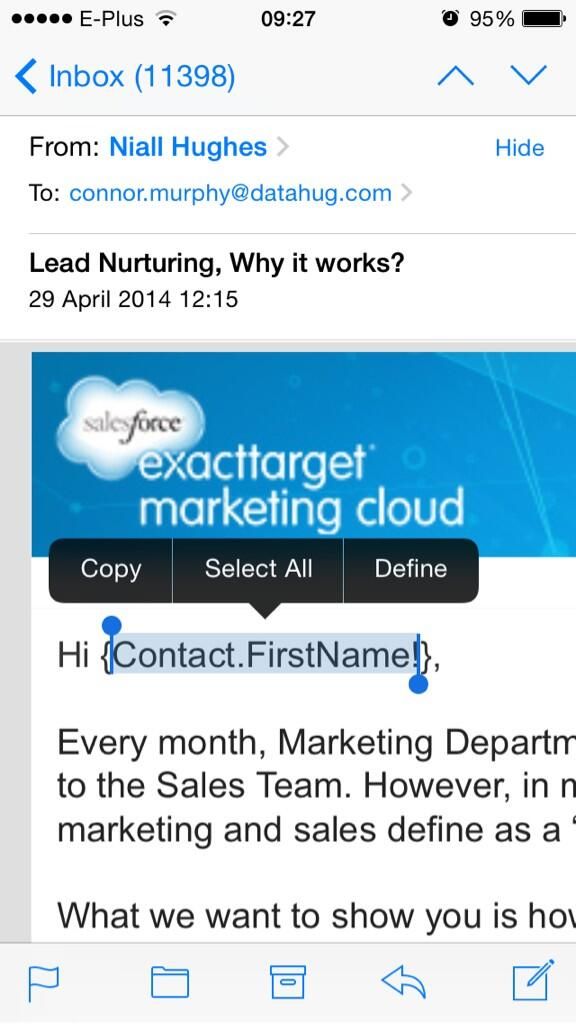 E-Plus 09:27 95%
Inbox (11398)
From: Niall Hughes Hide
To: connor.murphy@datahug.com
Lead Nurturing, Why it works?
29 April 2014 12:15
salesforce
exacttarget
marketing cloud
Copy Select All Define
Hi {Contact.FirstName!},
Every month, Marketing Departm
to the Sales Team. However, in m
marketing and sales define as a “
What we want to show you is how